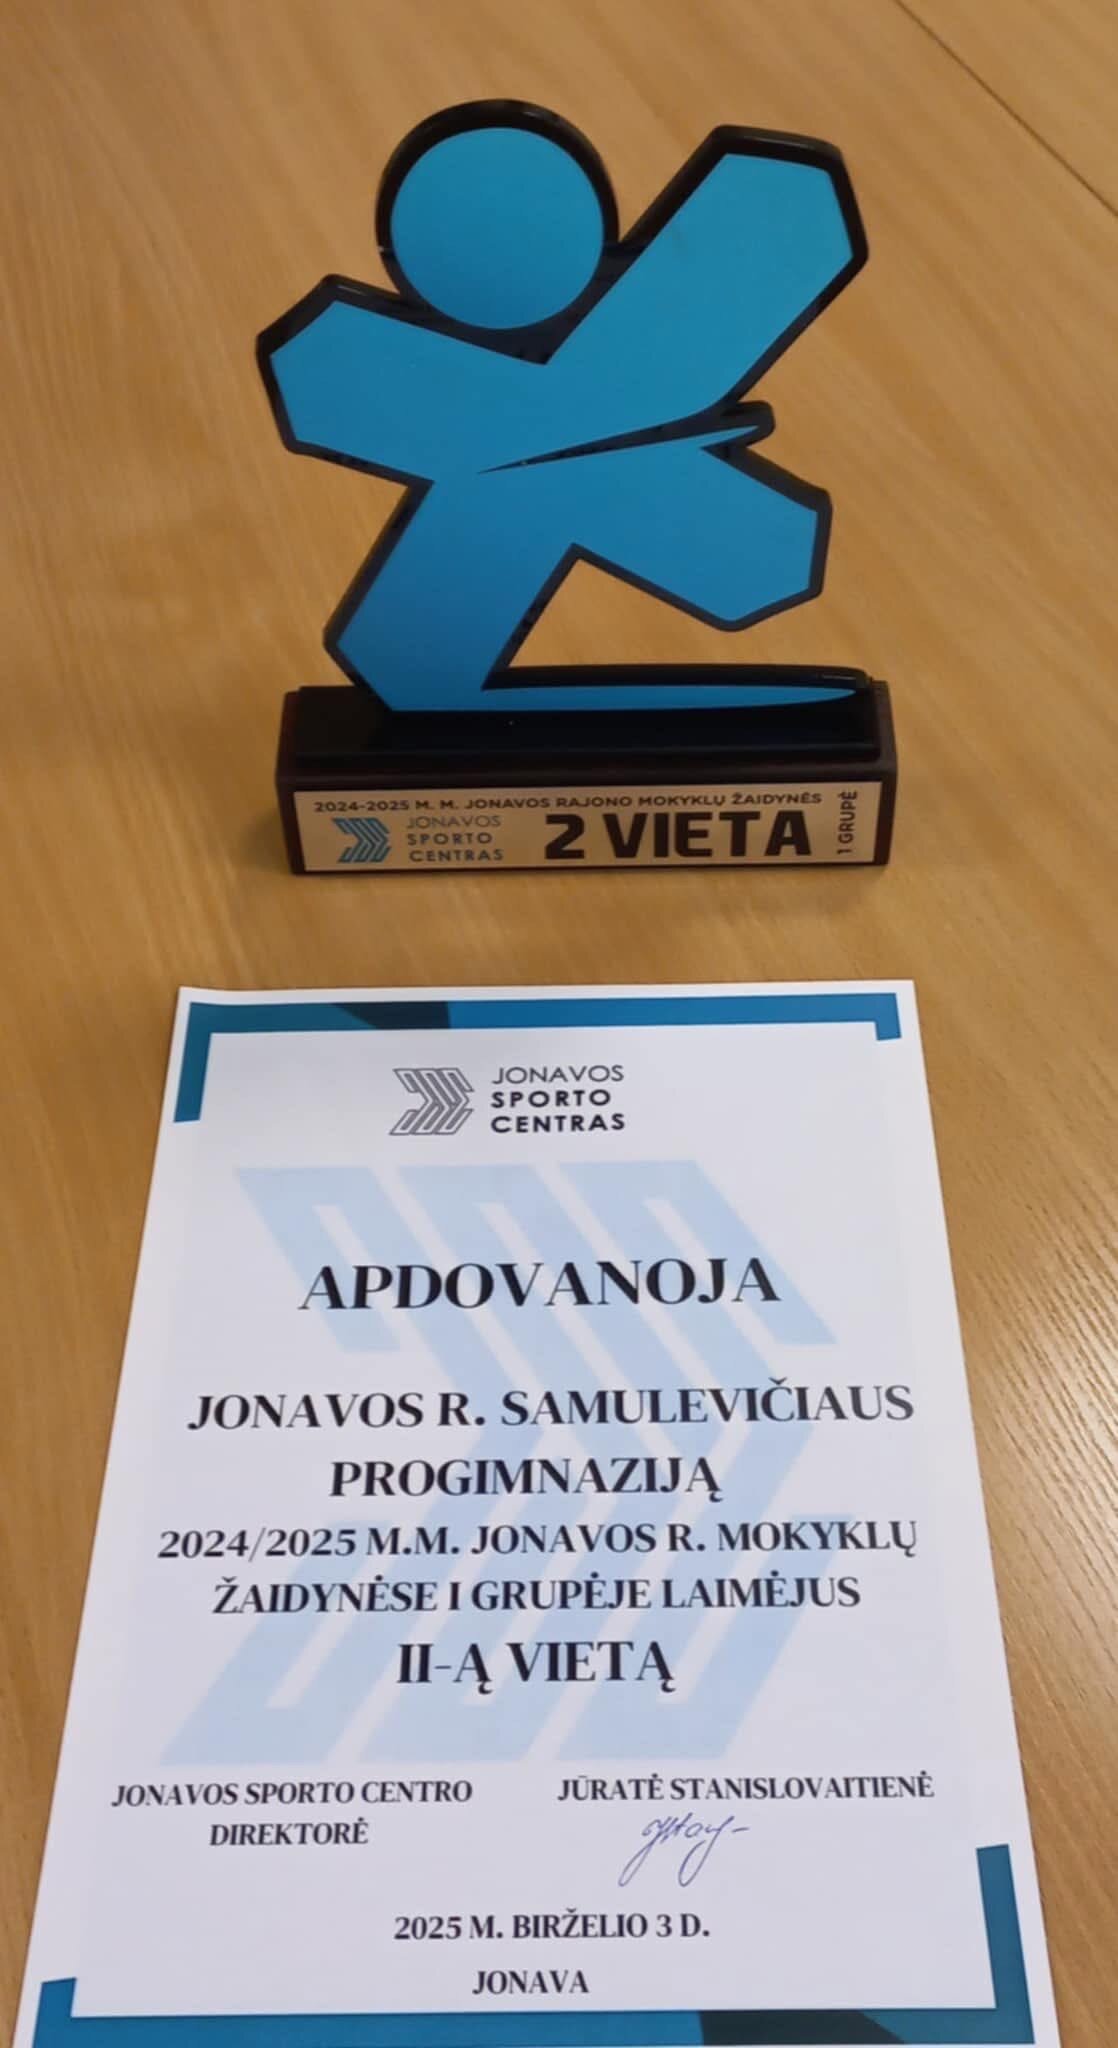 2024-2025 M. M. JONAVOS RAJONO MOKYKLŲ ŽAIDYNĖS
JONAVOS
SPORTO
CENTRAS
2 VIETA
1 GRUPĖ
JONAVOS
SPORTO
CENTRAS
APDOVANOJA
JONAVOS R. SAMULEVIČIAUS
PROGIMNAZIJĄ
2024/2025 M.M. JONAVOS R. MOKYKLŲ
ŽAIDYNĖSE I GRUPĖJE LAIMĖJUS
II-Ą VIETĄ
JONAVOS SPORTO CENTRO
DIREKTORĖ
JŪRATĖ STANISLOVAITIENĖ
2025 M. BIRŽELIO 3 D.
JONAVA